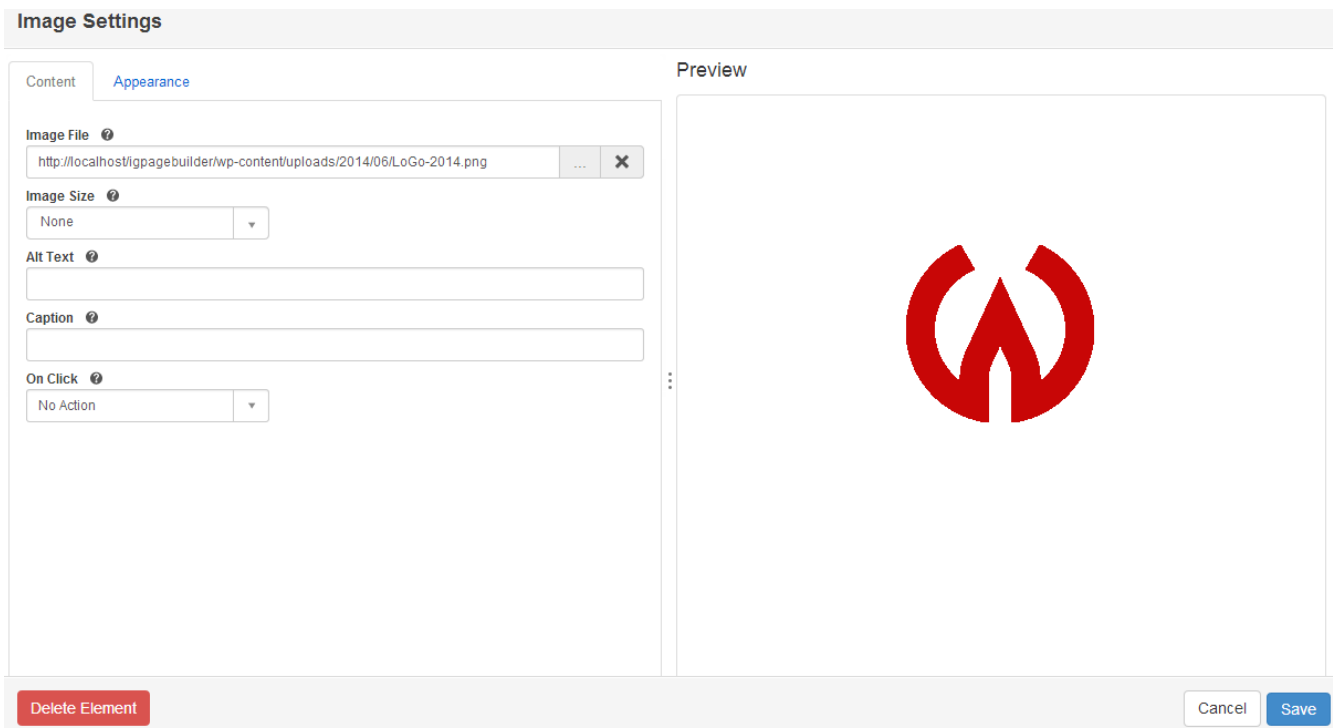 Image Settings
Content Appearance
Image File
http://localhost/igpagebuilder/wp-content/uploads/2014/06/LoGo-2014.png ...
Image Size
None
Alt Text
Caption
On Click
No Action
Preview
Delete Element
Cancel Save